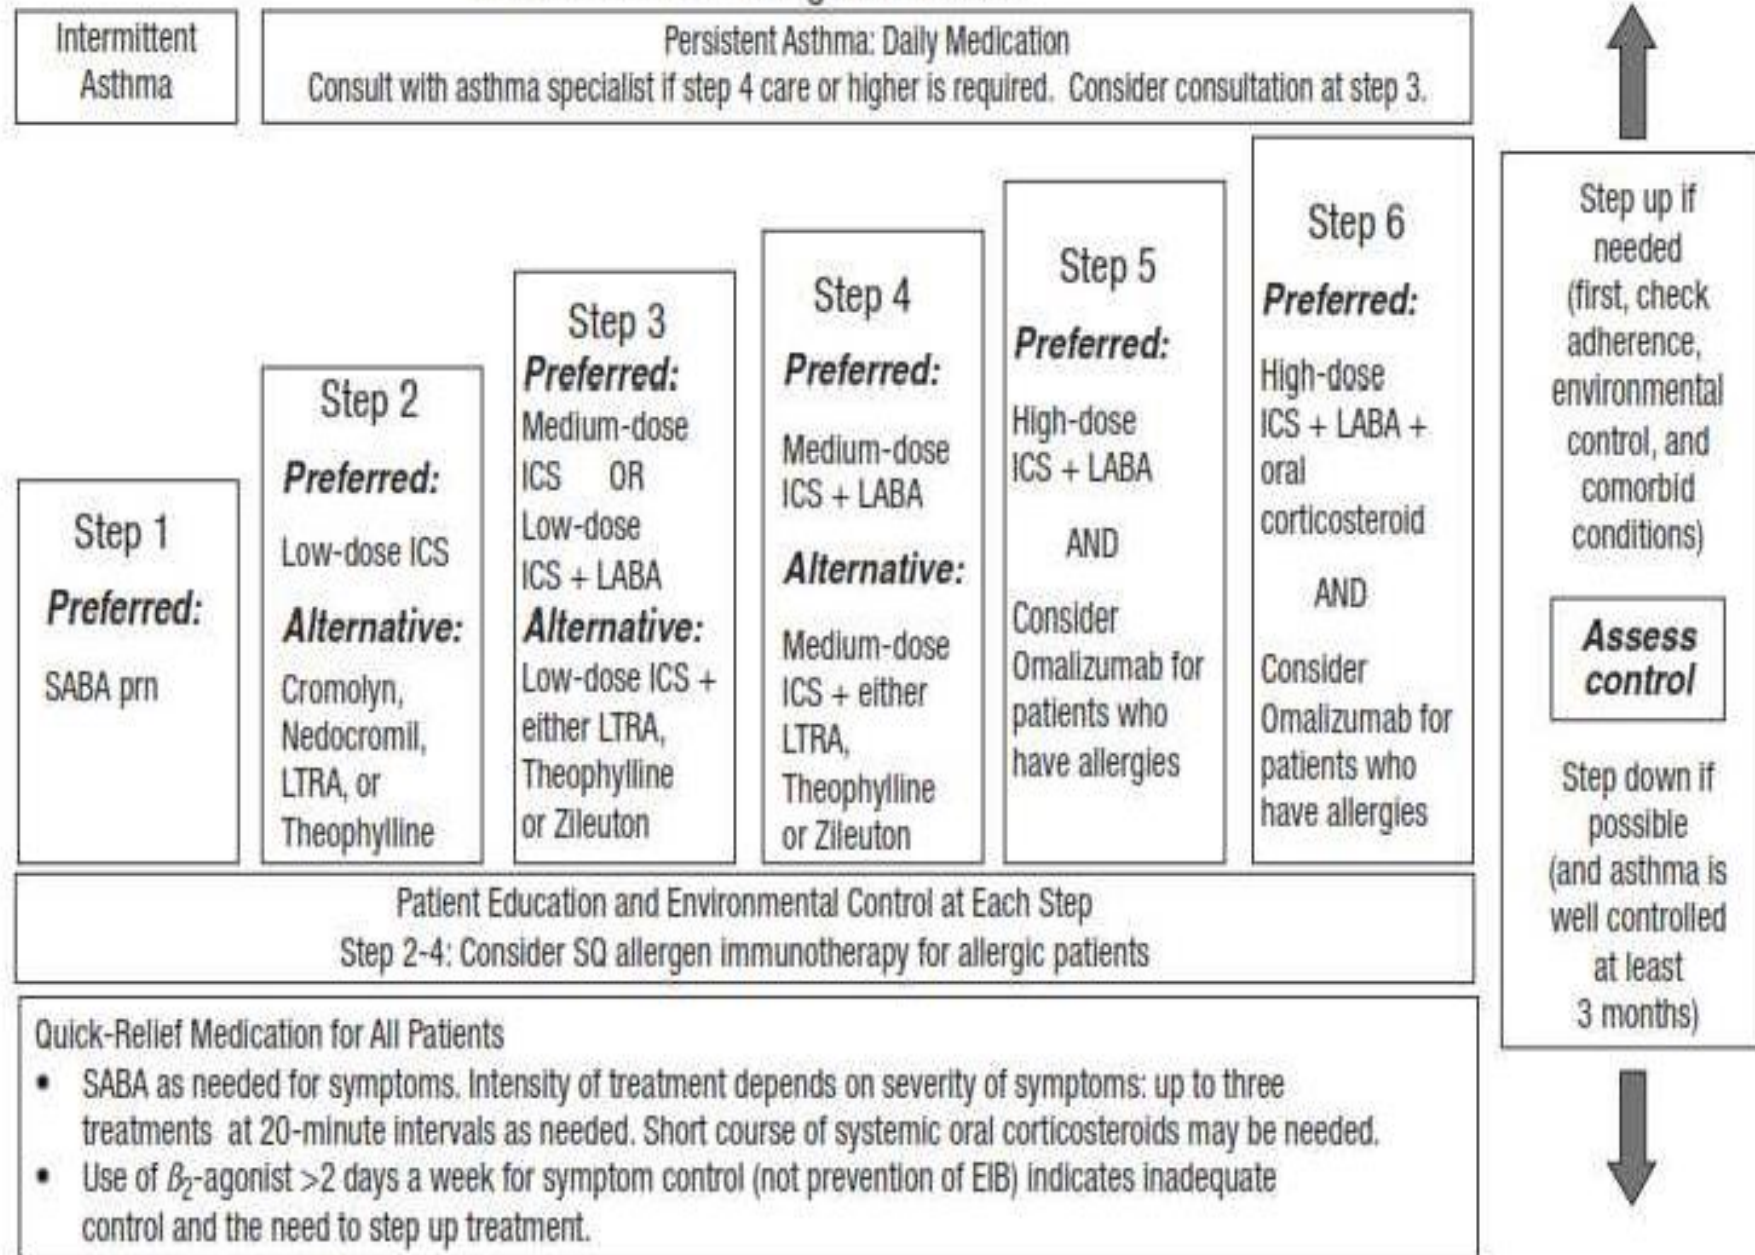 Intermittent
Asthma
Persistent Asthma: Daily Medication
Consult with asthma specialist if step 4 care or higher is required. Consider consultation at step 3.
Step 1
Preferred:
SABA prn
Step 2
Preferred:
Low-dose ICS
Alternative:
Cromolyn,
Nedocromil,
LTRA, or
Theophylline
Step 3
Preferred:
Medium-dose
ICS OR
Low-dose
ICS + LABA
Alternative:
Low-dose ICS +
either LTRA,
Theophylline
or Zileuton
Step 4
Preferred:
Medium-dose
ICS + LABA
Alternative:
Medium-dose
ICS + either
LTRA,
Theophylline
or Zileuton
Step 5
Preferred:
High-dose
ICS + LABA
AND
Consider
Omalizumab for
patients who
have allergies
Step 6
Preferred:
High-dose
ICS + LABA +
oral
corticosteroid
AND
Consider
Omalizumab for
patients who
have allergies
Patient Education and Environmental Control at Each Step
Step 2-4: Consider SQ allergen immunotherapy for allergic patients
Quick-Relief Medication for All Patients
• SABA as needed for symptoms. Intensity of treatment depends on severity of symptoms: up to three
treatments at 20-minute intervals as needed. Short course of systemic oral corticosteroids may be needed.
• Use of β₂-agonist >2 days a week for symptom control (not prevention of EIB) indicates inadequate
control and the need to step up treatment.
Step up if
needed
(first, check
adherence,
environmental
control, and
comorbid
conditions)
Assess
control
Step down if
possible
(and asthma is
well controlled
at least
3 months)